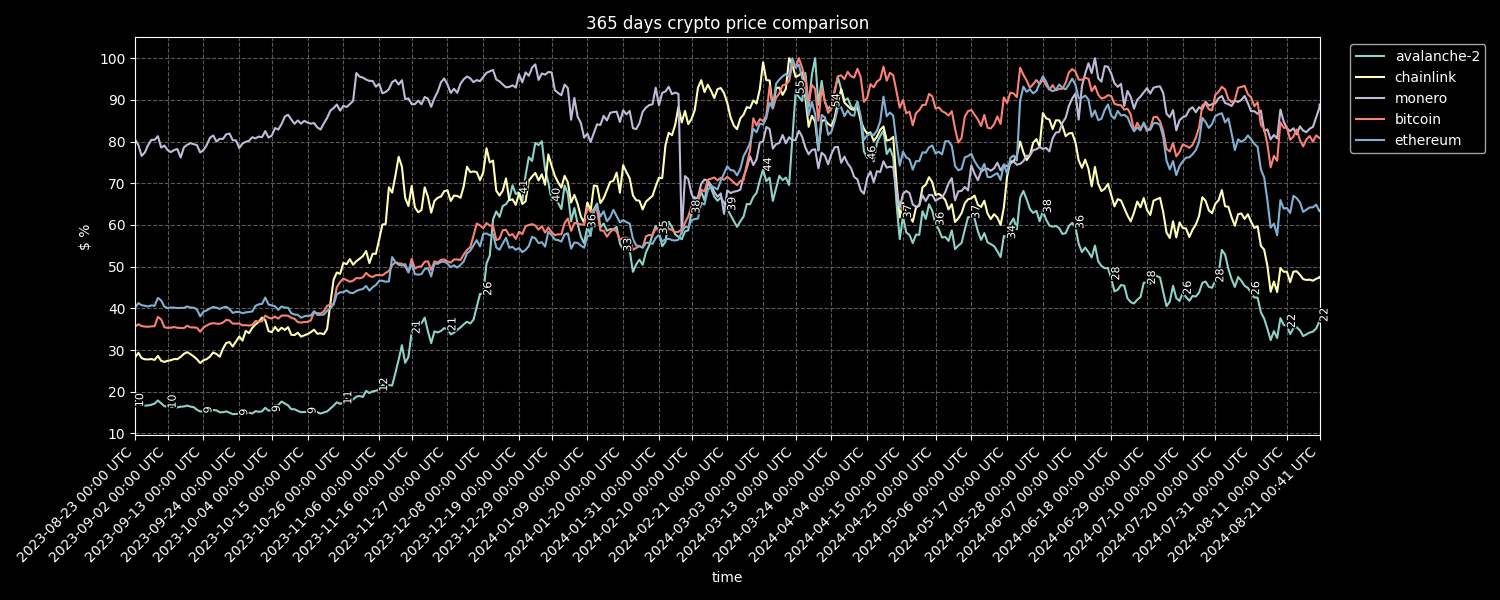 365 days crypto price comparison
avalanche-2
chainlink
monero
bitcoin
ethereum
100
90
80
70
60
50
40
30
20
10
$ %
10
10
9
9
9
9
11
12
21
21
26
41
40
36
33
35
38
39
44
55
54
46
37
36
37
34
38
36
28
28
26
28
26
22
22
2023-08-23 00:00 UTC
2023-09-02 00:00 UTC
2023-09-13 00:00 UTC
2023-09-24 00:00 UTC
2023-10-04 00:00 UTC
2023-10-15 00:00 UTC
2023-10-26 00:00 UTC
2023-11-06 00:00 UTC
2023-11-16 00:00 UTC
2023-11-27 00:00 UTC
2023-12-08 00:00 UTC
2023-12-19 00:00 UTC
2023-12-29 00:00 UTC
2024-01-09 00:00 UTC
2024-01-20 00:00 UTC
2024-01-31 00:00 UTC
2024-02-10 00:00 UTC
2024-02-21 00:00 UTC
2024-03-03 00:00 UTC
2024-03-13 00:00 UTC
2024-03-24 00:00 UTC
2024-04-04 00:00 UTC
2024-04-15 00:00 UTC
2024-04-25 00:00 UTC
2024-05-06 00:00 UTC
2024-05-17 00:00 UTC
2024-05-28 00:00 UTC
2024-06-07 00:00 UTC
2024-06-18 00:00 UTC
2024-06-29 00:00 UTC
2024-07-10 00:00 UTC
2024-07-20 00:00 UTC
2024-07-31 00:00 UTC
2024-08-11 00:00 UTC
2024-08-21 00:41 UTC
time